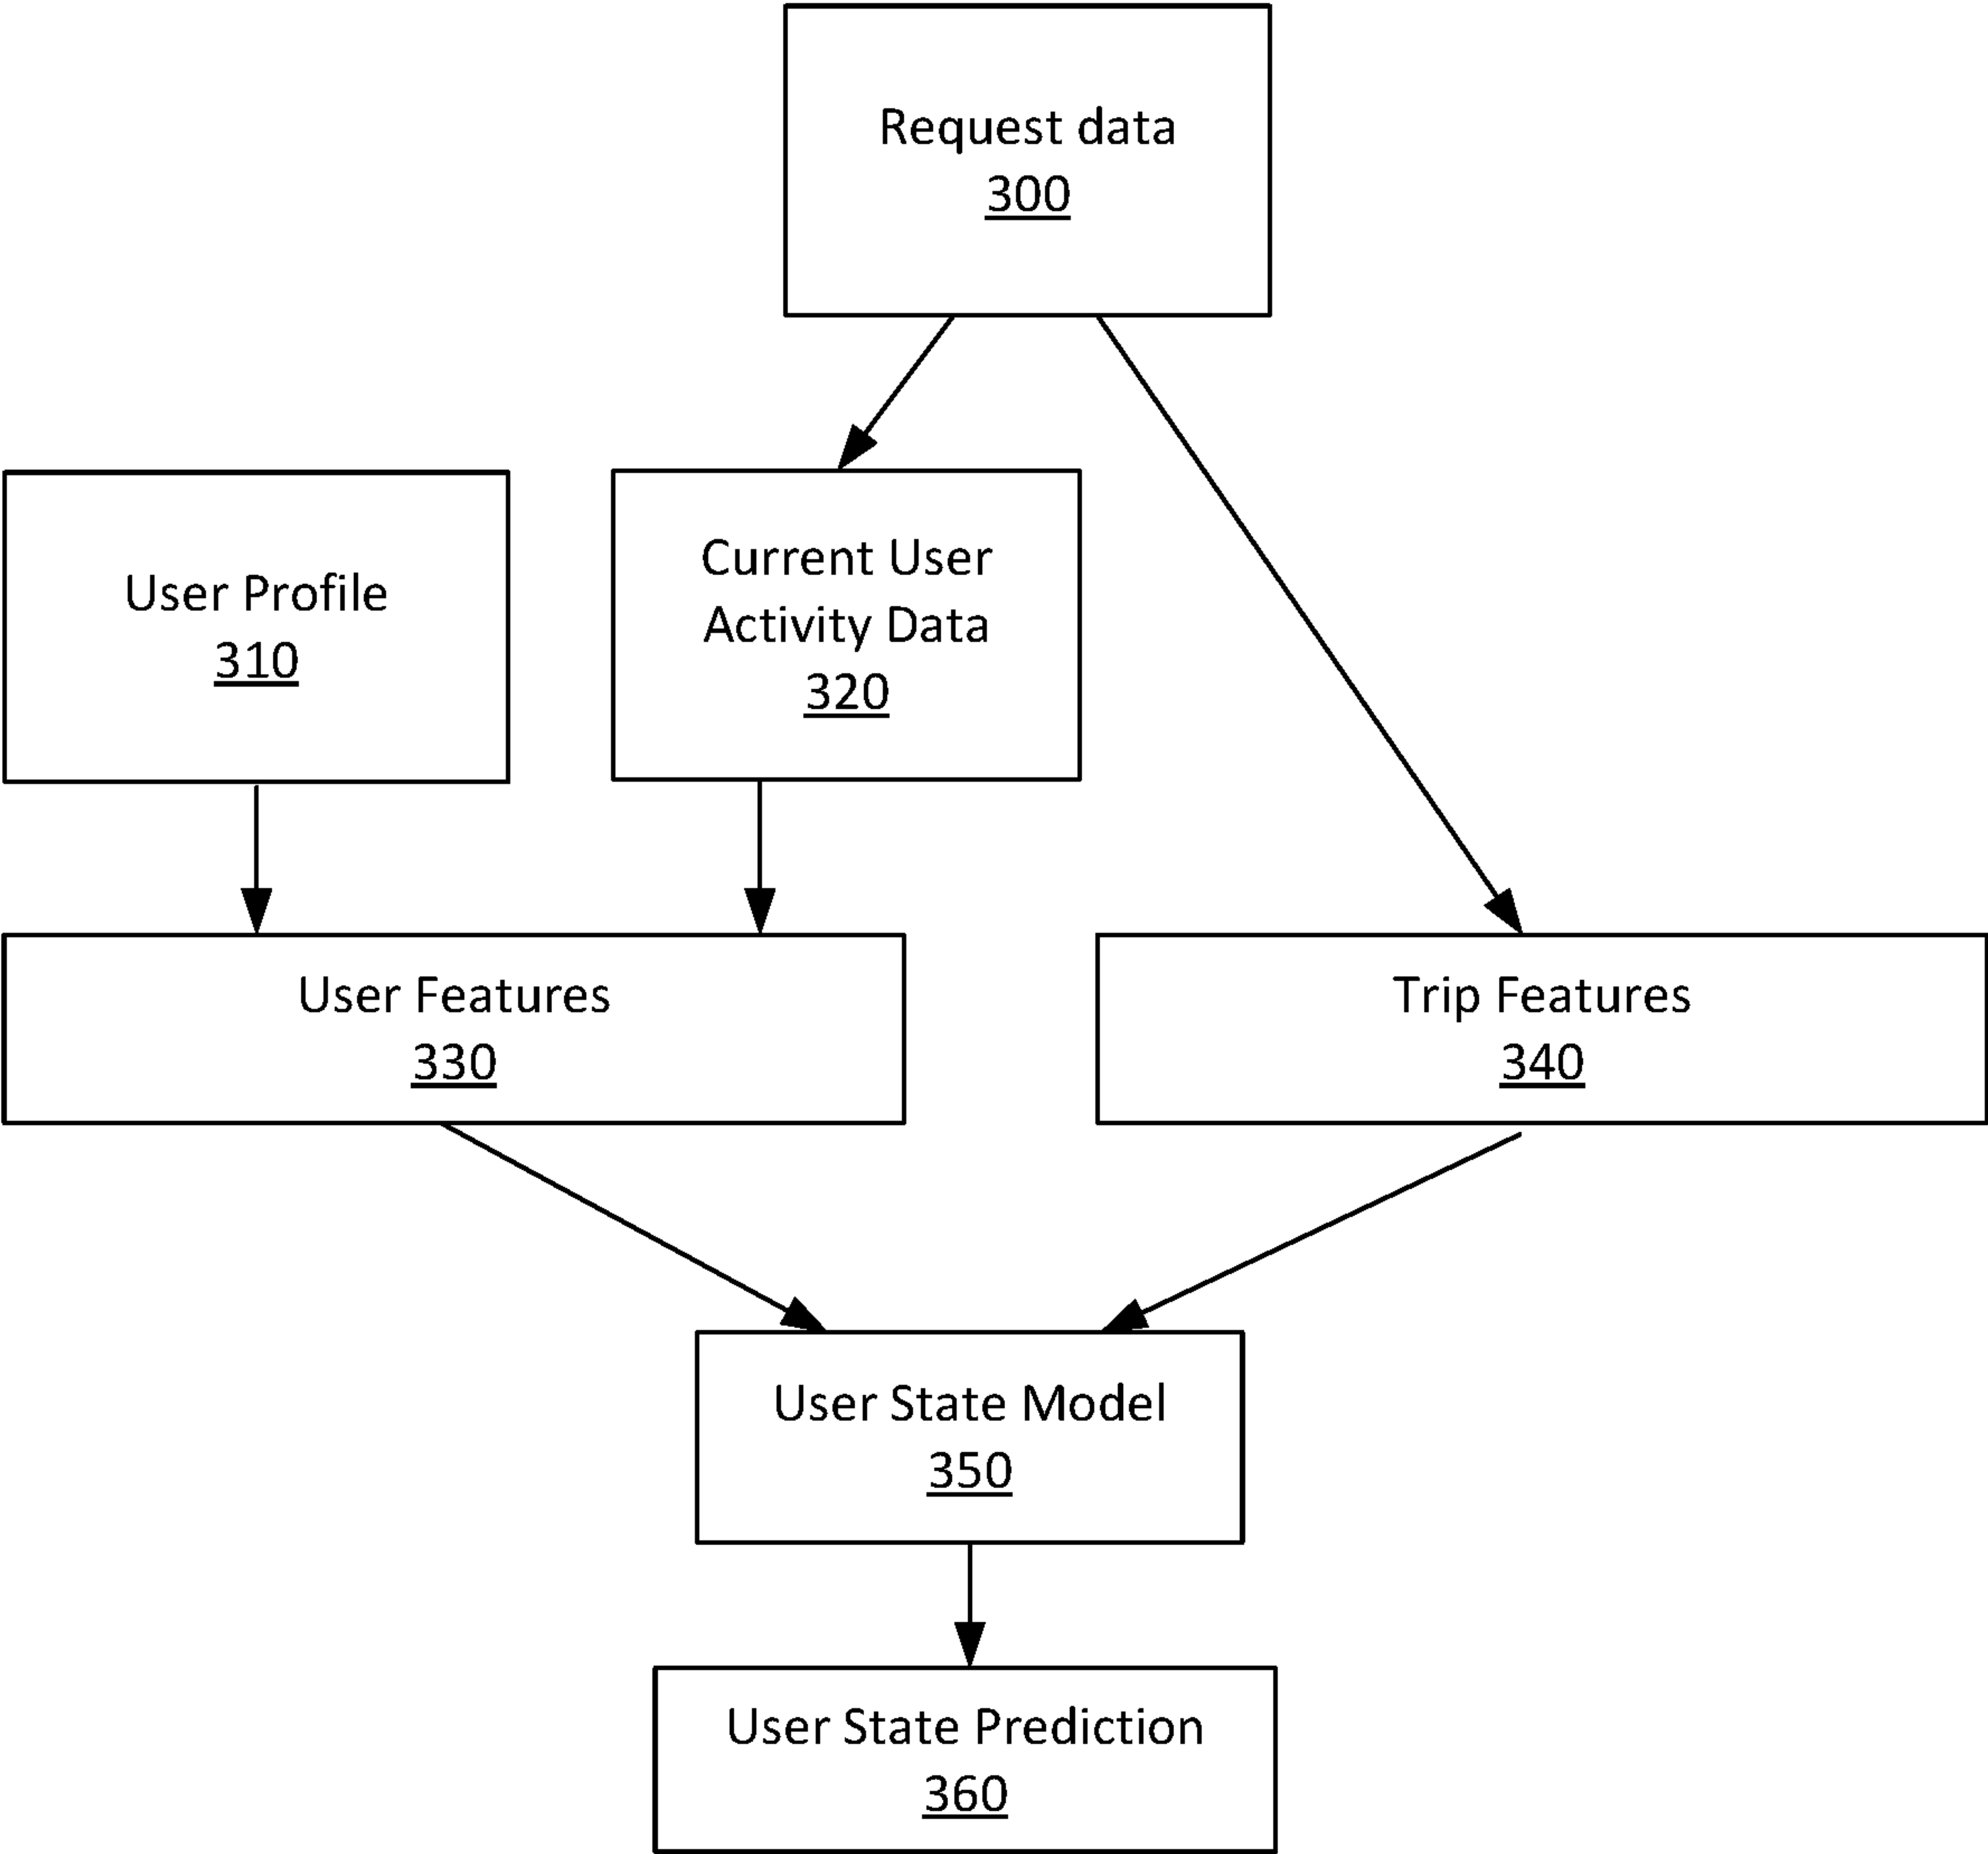 Request data
300
User Profile
310
Current User
Activity Data
320
User Features
330
Trip Features
340
User State Model
350
User State Prediction
360